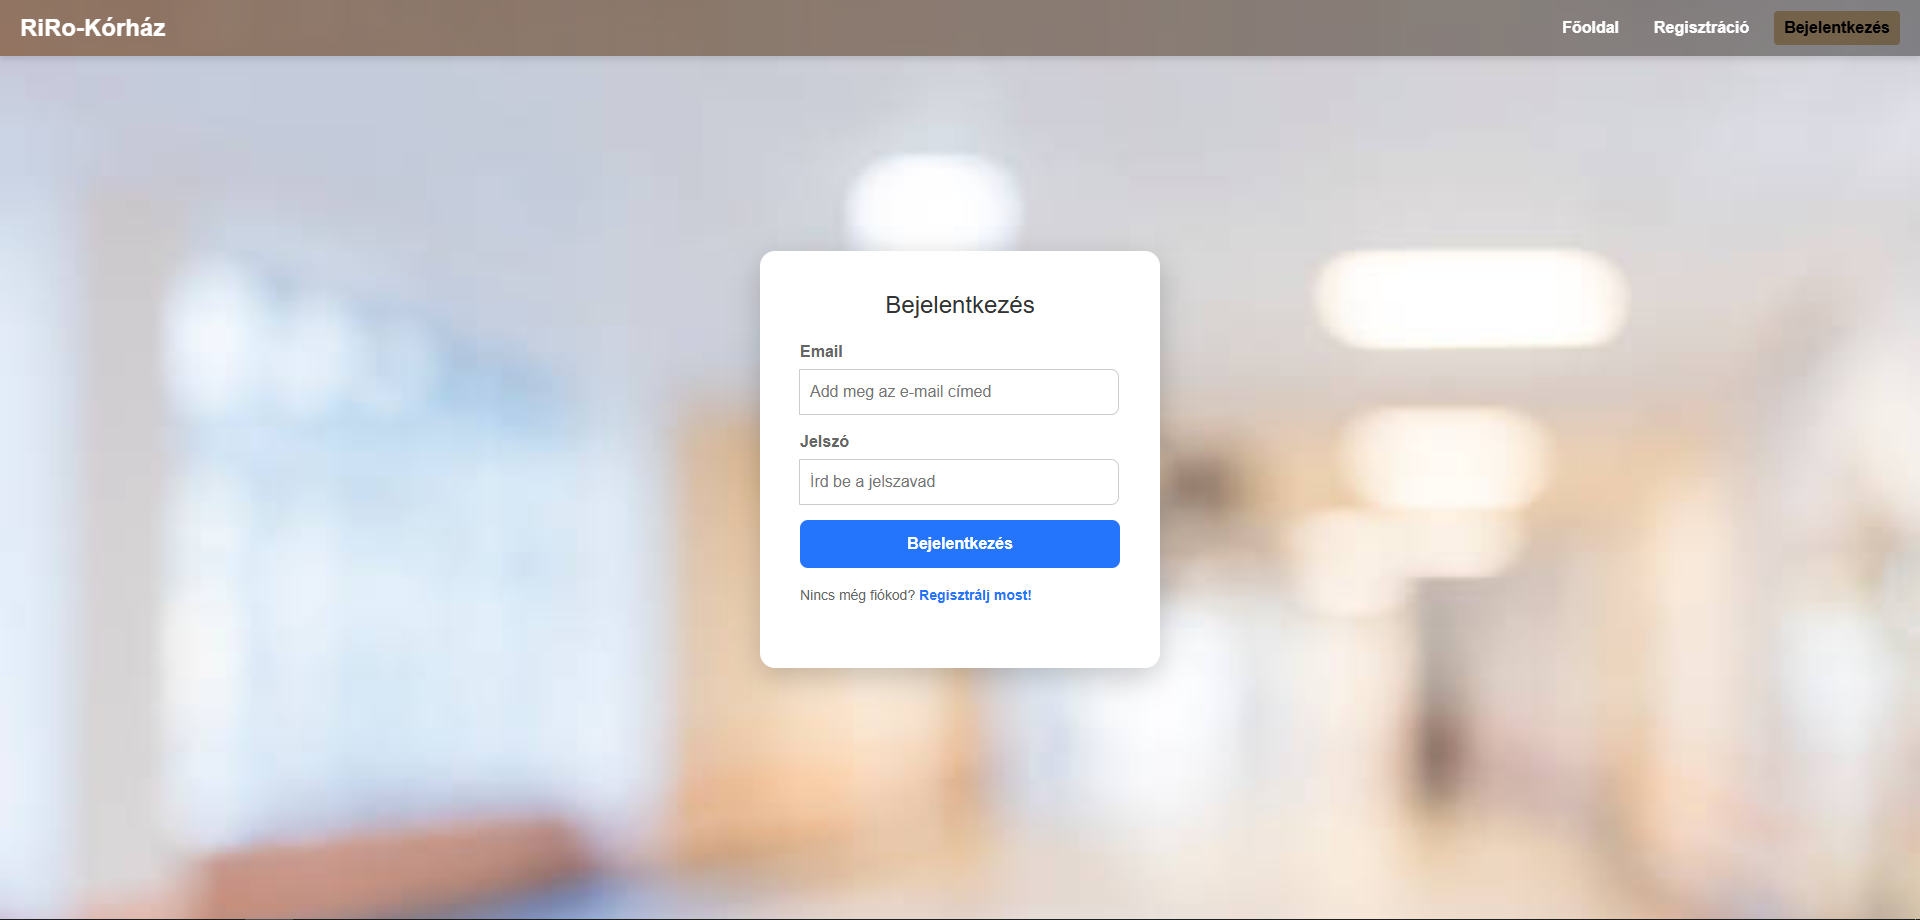 RiRo-Kórház
Főoldal
Regisztráció
Bejelentkezés
Bejelentkezés
Email
Add meg az e-mail címed
Jelszó
Írd be a jelszavad
Bejelentkezés
Nincs még fiókod? Regisztrálj most!